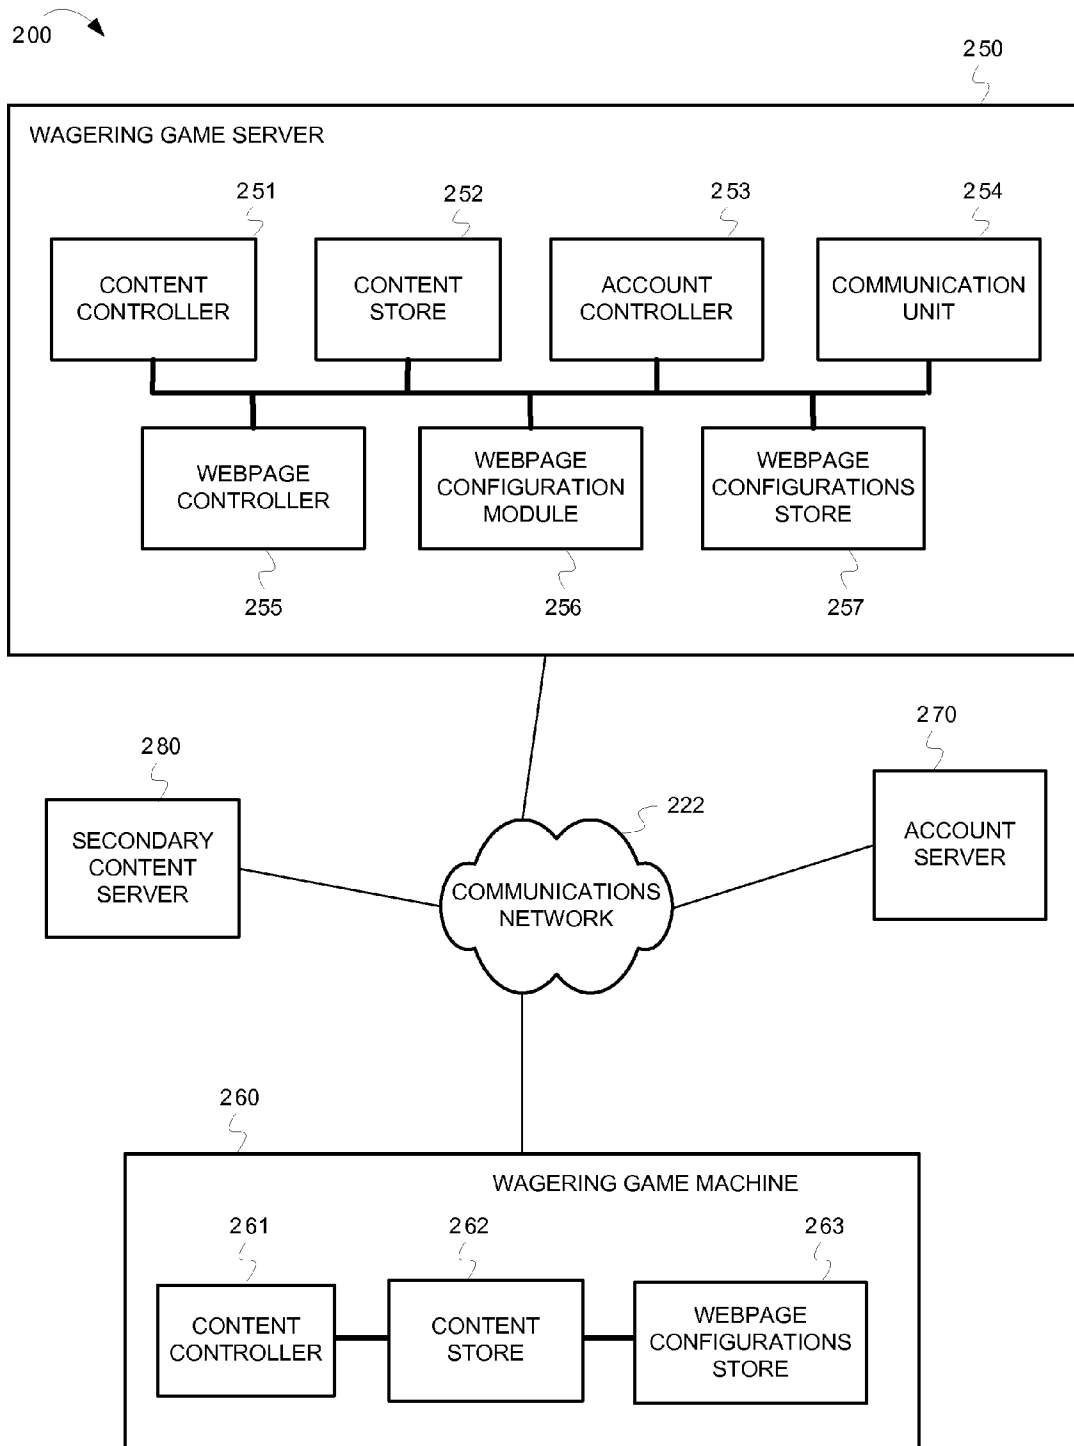 200
250
WAGERING GAME SERVER
251
252
253
254
CONTENT
CONTROLLER
CONTENT
STORE
ACCOUNT
CONTROLLER
COMMUNICATION
UNIT
WEBPAGE
CONTROLLER
WEBPAGE
CONFIGURATION
MODULE
WEBPAGE
CONFIGURATIONS
STORE
255
256
257
280
270
222
SECONDARY
CONTENT
SERVER
COMMUNICATIONS
NETWORK
ACCOUNT
SERVER
260
WAGERING GAME MACHINE
261
262
263
CONTENT
CONTROLLER
CONTENT
STORE
WEBPAGE
CONFIGURATIONS
STORE